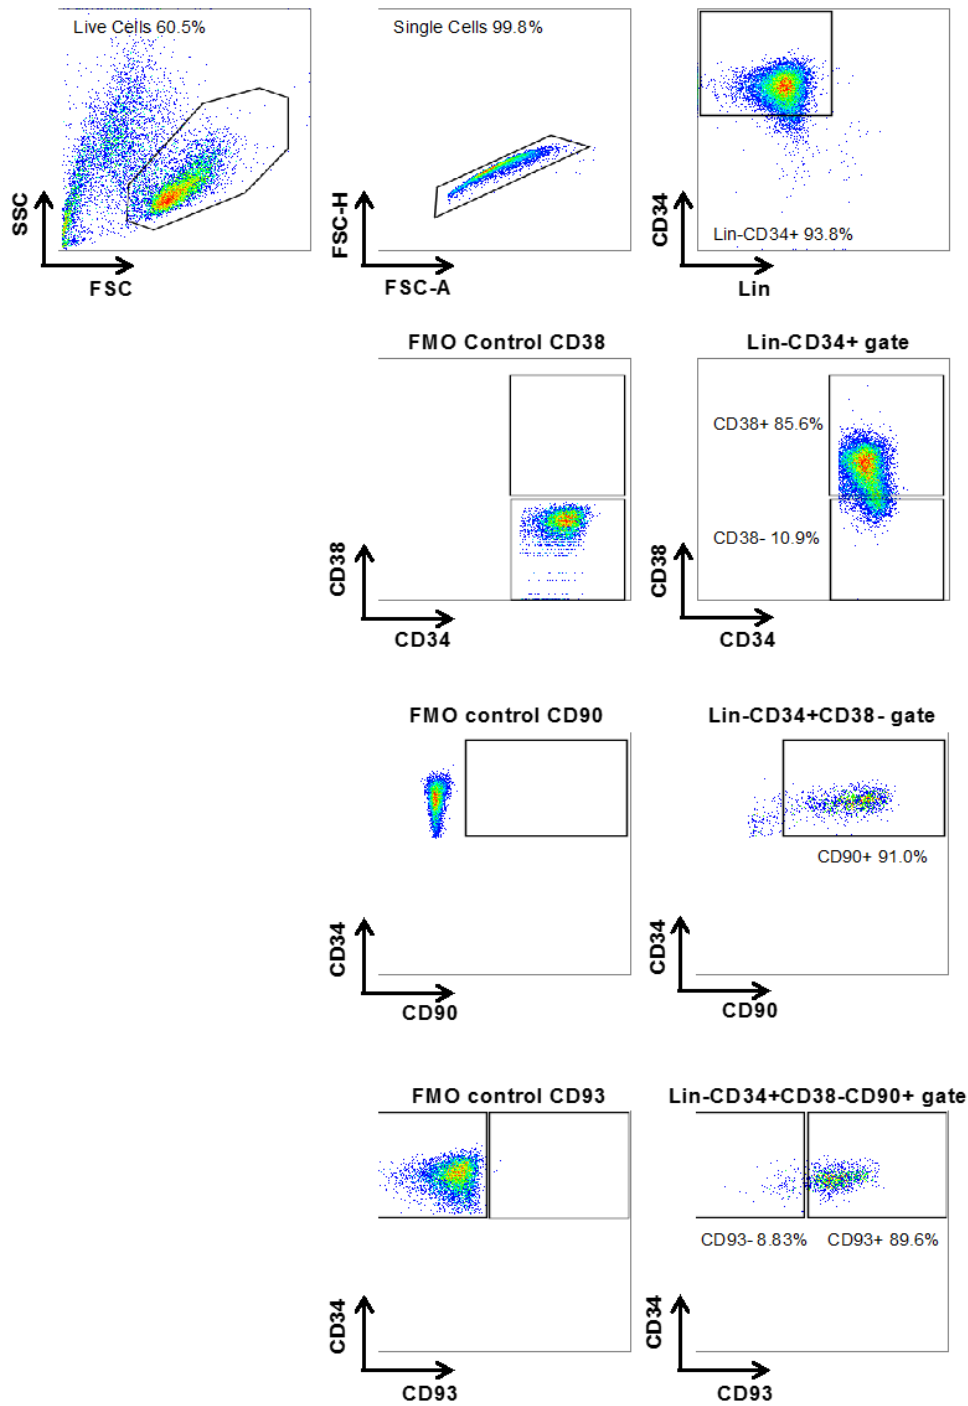 Live Cells 60.5%
SSC
FSC
Single Cells 99.8%
FSC-H
FSC-A
CD34
Lin-CD34+ 93.8%
Lin
FMO Control CD38
CD38
CD34
Lin-CD34+ gate
CD38+ 85.6%
CD38- 10.9%
CD38
CD34
FMO control CD90
CD34
CD90
Lin-CD34+CD38- gate
CD90+ 91.0%
CD34
CD90
FMO control CD93
CD34
CD93
Lin-CD34+CD38-CD90+ gate
CD93- 8.83%
CD93+ 89.6%
CD34
CD93